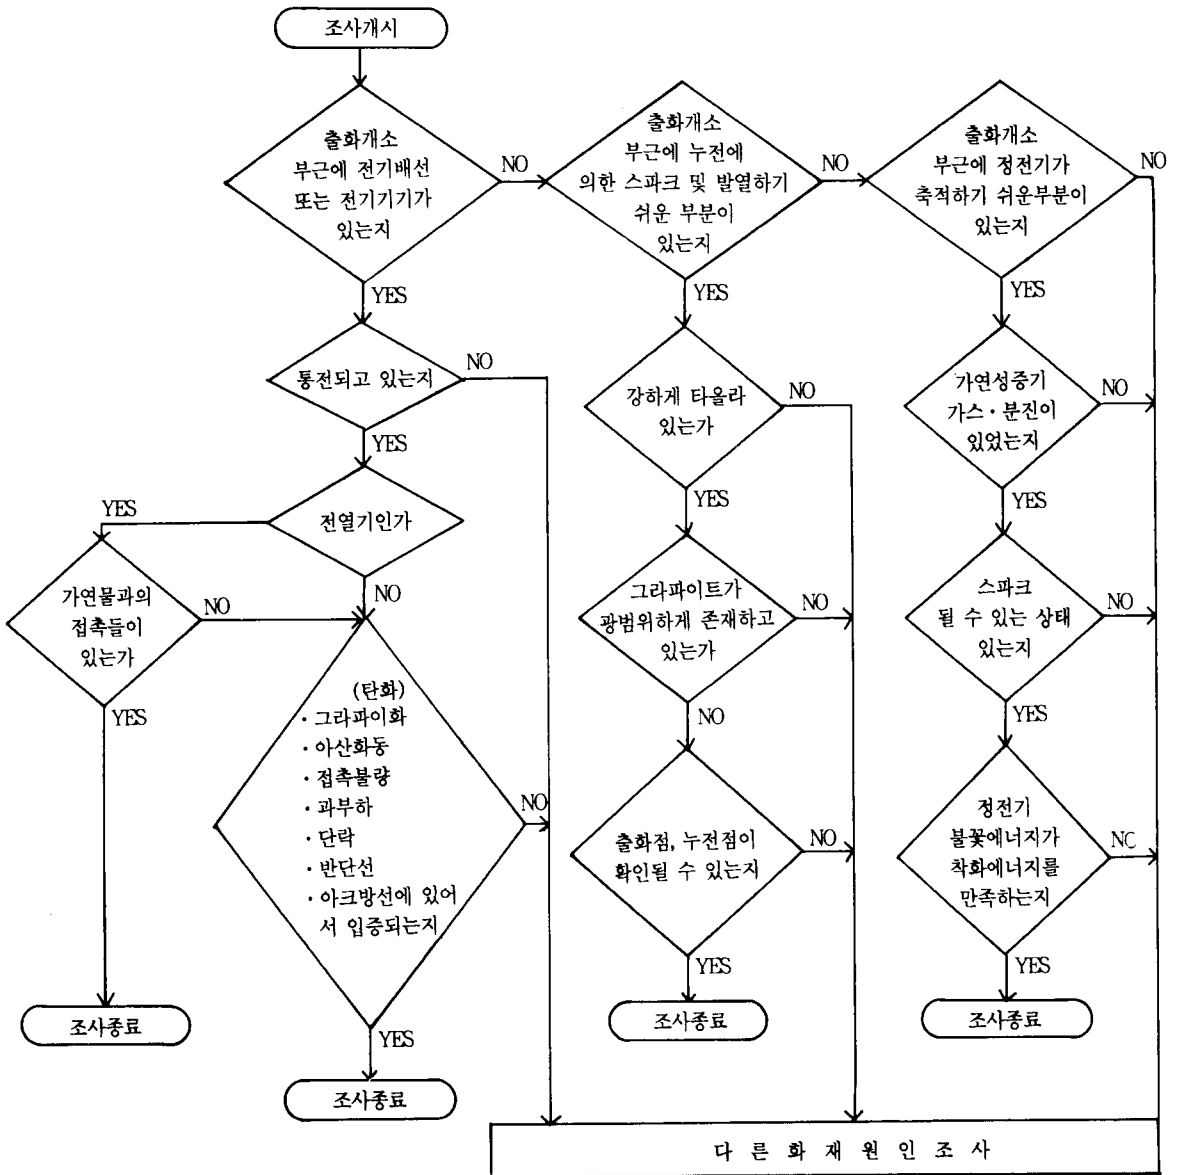 조사개시
출화개소
부근에 전기배선
또는 전기기기가
있는지
NO
출화개소
부근에 누전에
의한 스파크 및 발열하기
쉬운 부분이
있는지
NO
출화개소
부근에 정전기가
축적하기 쉬운부분이
있는지
NO
YES
YES
YES
통전되고 있는지
NO
강하게 타올라
있는가
NO
가연성증기
가스·분진이
있었는지
NO
YES
YES
YES
전열기인가
YES
NO
가연물과의
접촉들이
있는가
NO
YES
그라파이트가
광범위하게 존재하고
있는가
NO
NO
스파크
될 수 있는 상태
있는지
NO
YES
(탄화)
·그라파이화
·아산화동
·접촉불량
·과부하
·단락
·반단선
·아크방선에 있어
서 입증되는지
NO
YES
출화점, 누전점이
확인될 수 있는지
NO
YES
정전기
불꽃에너지가
착화에너지를
만족하는지
NO
YES
조사종료
조사종료
조사종료
조사종료
다 른 화 재 원 인 조 사